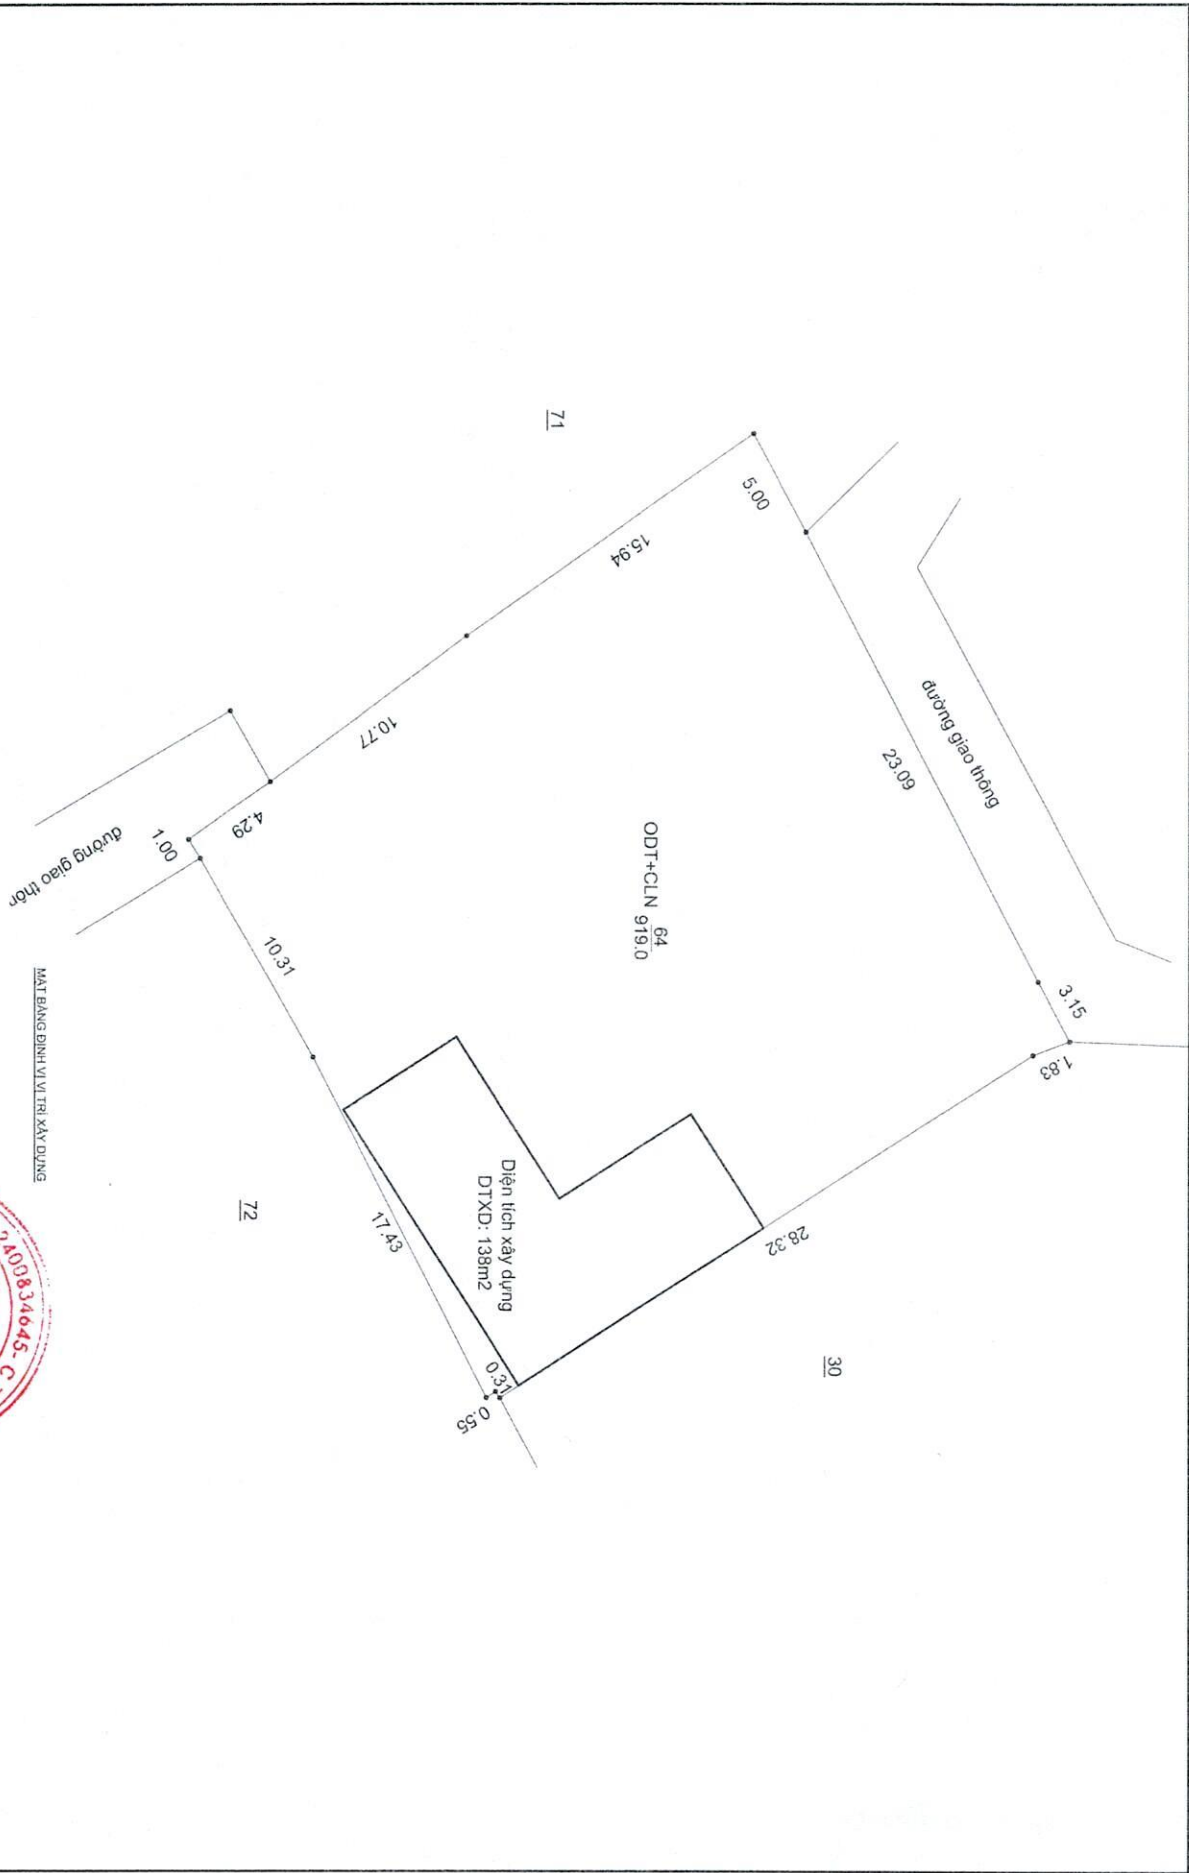 71
5.00
15.94
đường giao thông
23.09
3.15
1.83
10.77
ODT+CLN 64
919.0
4.29
1.00
đường giao thôn
10.31
Diện tích xây dựng
DTXD: 138m2
28.32
30
17.43
72
0.31
0.55
MẶT BẰNG ĐỊNH VỊ VỊ TRÍ XÂY DỰNG
2400834645- C